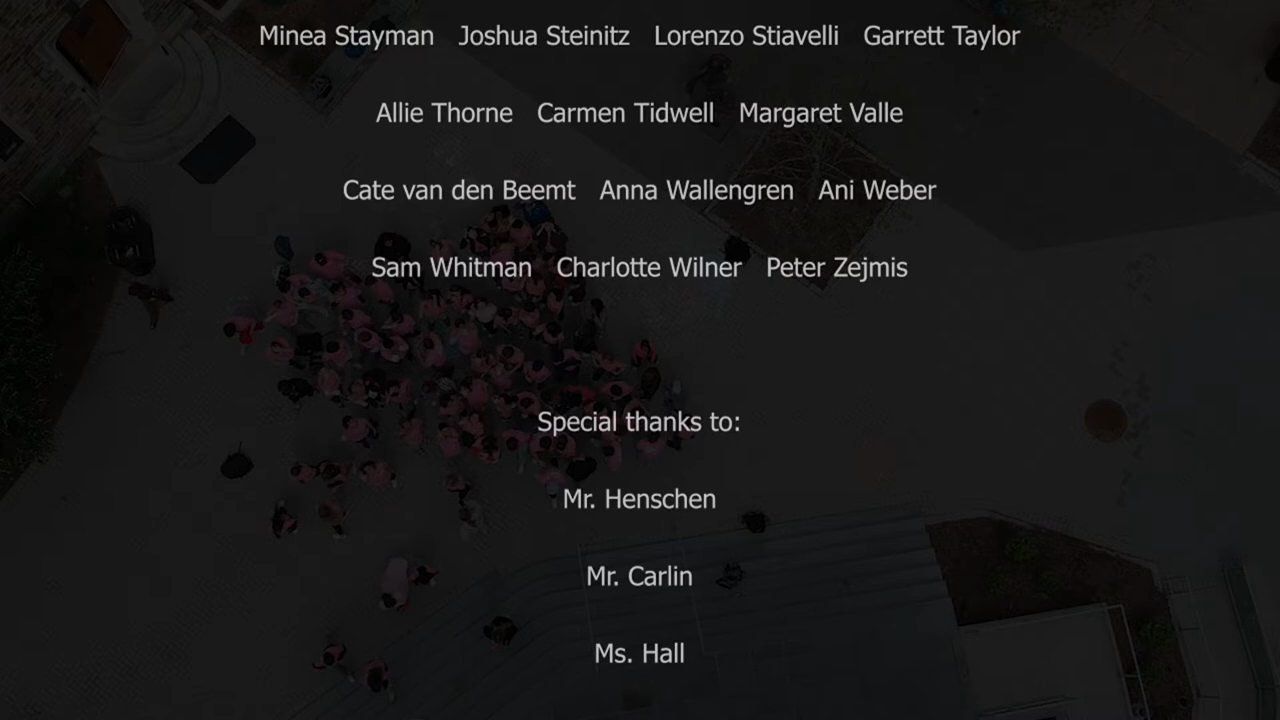 Minea Stayman Joshua Steinitz Lorenzo Stiavelli Garrett Taylor
Allie Thorne Carmen Tidwell Margaret Valle
Cate van den Beemt Anna Wallengren Ani Weber
Sam Whitman Charlotte Wilner Peter Zejmis
Special thanks to:
Mr. Henschen
Mr. Carlin
Ms. Hall